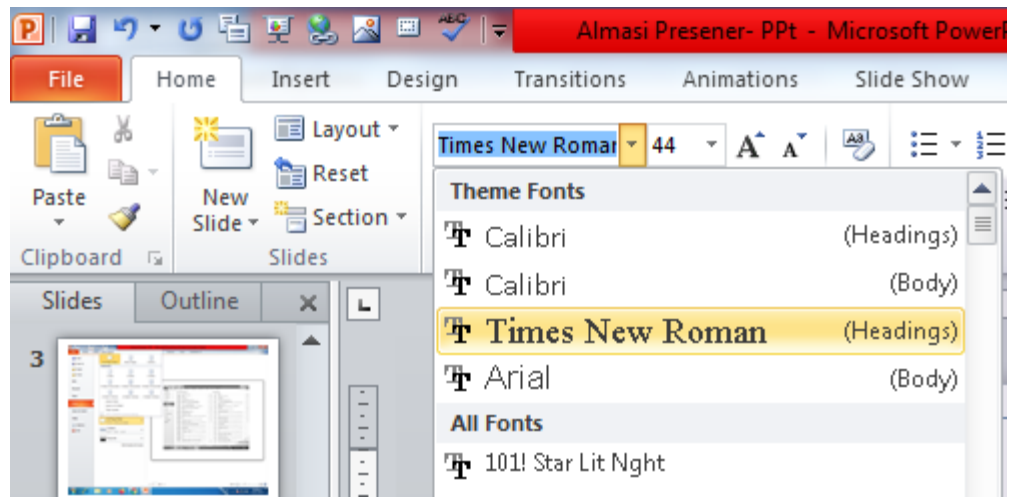 Almasi Presener- PPt - Microsoft PowerP
File Home Insert Design Transitions Animations Slide Show
Paste
Clipboard
New
Slide
Layout
Reset
Section
Slides
Times New Roman 44
Theme Fonts
Calibri (Headings)
Calibri (Body)
Times New Roman (Headings)
Arial (Body)
All Fonts
101! Star Lit Nght
Slides Outline
3